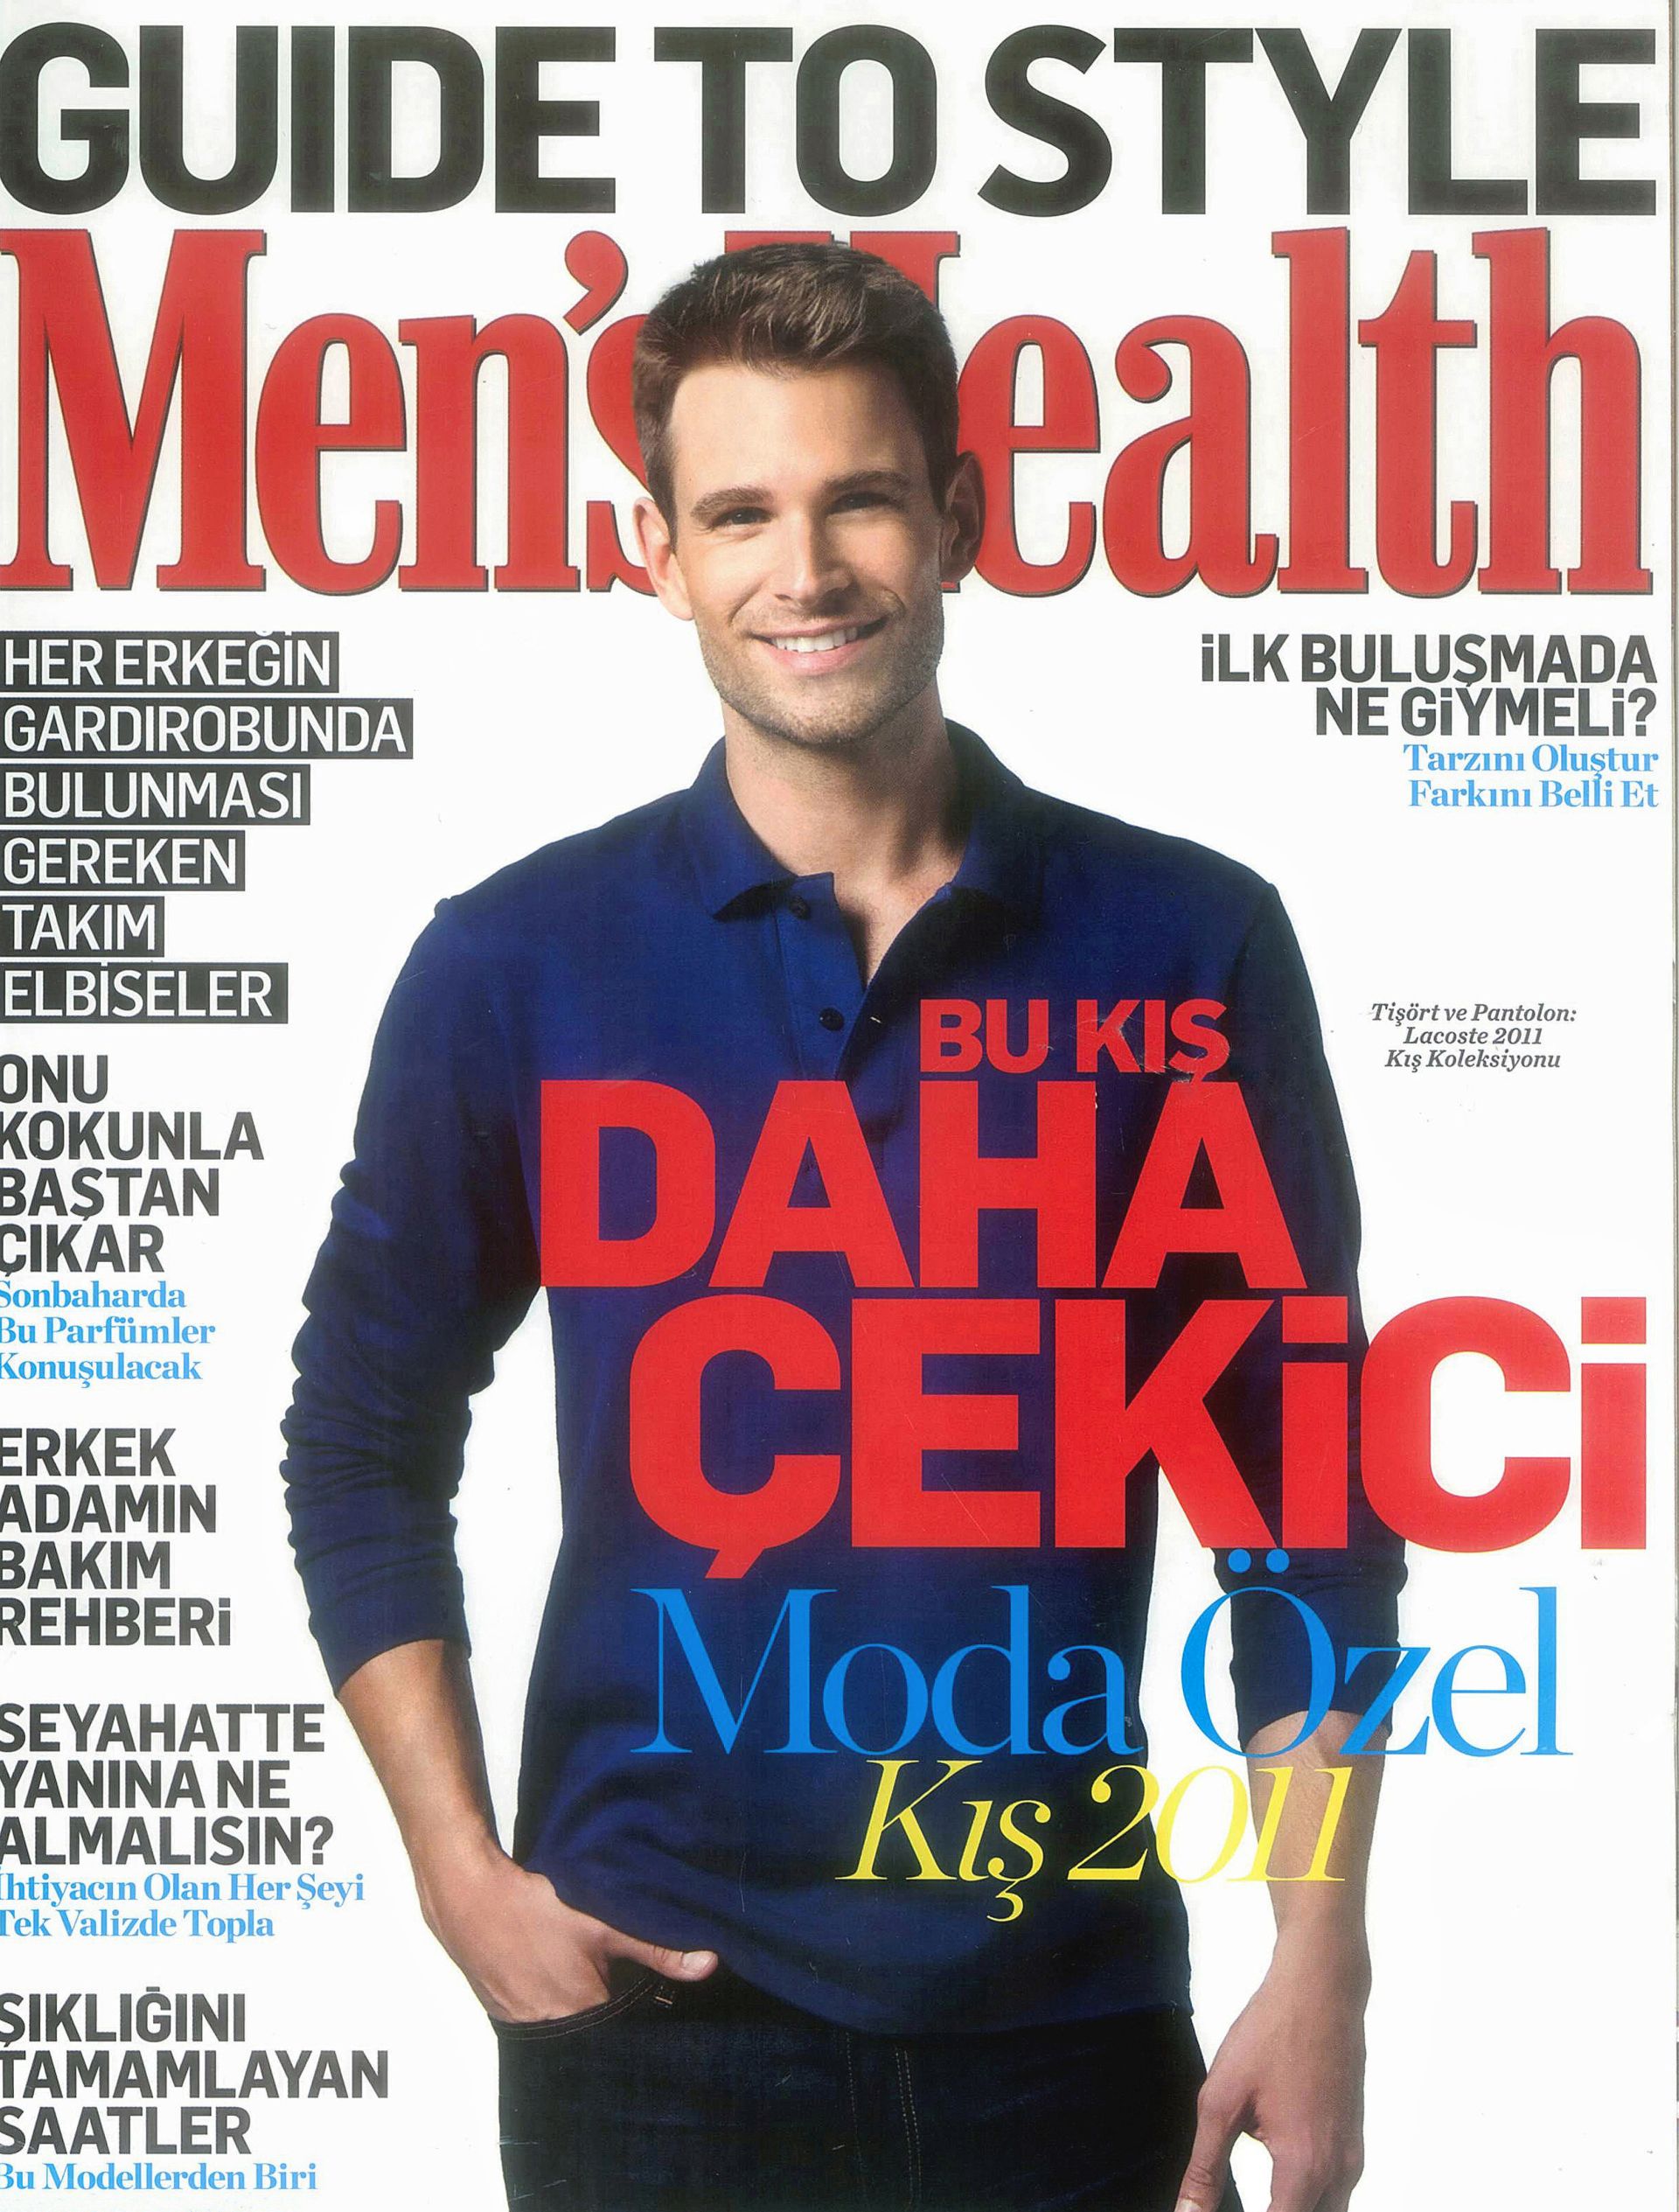 GUIDE TO STYLE
Men's Health
HER ERKEĞİN
GARDIROBUNDA
BULUNMASI
GEREKEN
TAKIM
ELBİSELER
ONU
KOKUNLA
BAŞTAN
ÇIKAR
Sonbaharda
Bu Parfümler
Konuşulacak
ERKEK
ADAMIN
BAKIM
REHBERİ
SEYAHATTE
YANINA NE
ALMALISIN?
İhtiyacın Olan Her Şeyi
Tek Valizde Topla
ŞIKLIĞINI
TAMAMLAYAN
SAATLER
Bu Modellerden Biri
İLK BULUŞMADA
NE GİYMELİ?
Tarzını Oluştur
Farkını Belli Et
Tişört ve Pantolon:
Lacoste 2011
Kış Koleksiyonu
BU KIŞ
DAHA
ÇEKİCİ
Moda Özel
Kış 2011